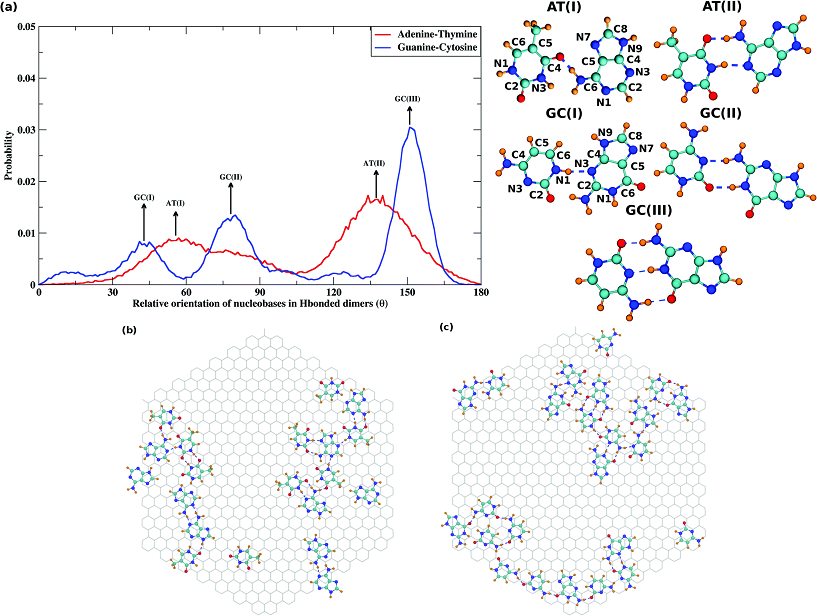 (a)
0.05
0.04
0.03
0.02
0.01
0
Probability
0 30 60 90 120 150 180
Relative orientation of nucleobases in Hbonded dimers (θ)
Adenine-Thymine
Guanine-Cytosine
GC(I)
AT(I)
GC(II)
AT(II)
GC(III)
AT(I)
C6
C5
N1
C4
C2
N3
C8
N7
N9
C5
C4
C6
N3
N1
C2
AT(II)
GC(I)
C5
C4
C6
N3
N1
C2
N9
C8
C4
N7
N3
C5
C2
N1
C6
GC(II)
GC(III)
(b)
(c)